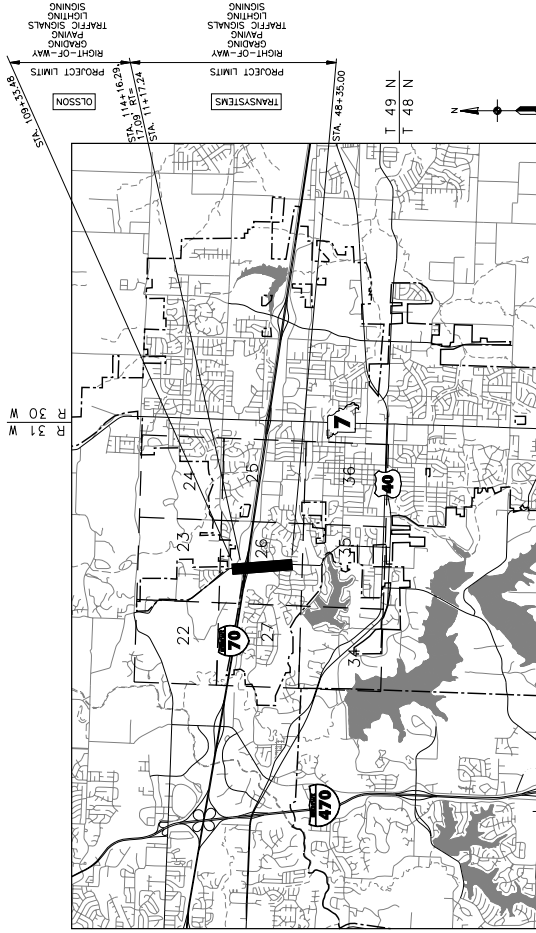 OLSSON
PROJECT LIMITS
RIGHT-OF-WAY
GRADING
PAVING
TRAFFIC SIGNALS
LIGHTING
SIGNING
TRANSYSTEMS
PROJECT LIMITS
RIGHT-OF-WAY
GRADING
PAVING
TRAFFIC SIGNALS
LIGHTING
SIGNING
STA. 109+33.48
STA. 114+16.29,
17.09' RT=
STA. 11+17.24
STA. 48+35.00
T 49 N
T 48 N
N
R 31 W
R 30 W
22
23
24
25
26
27
34
35
36
7
40
70
470